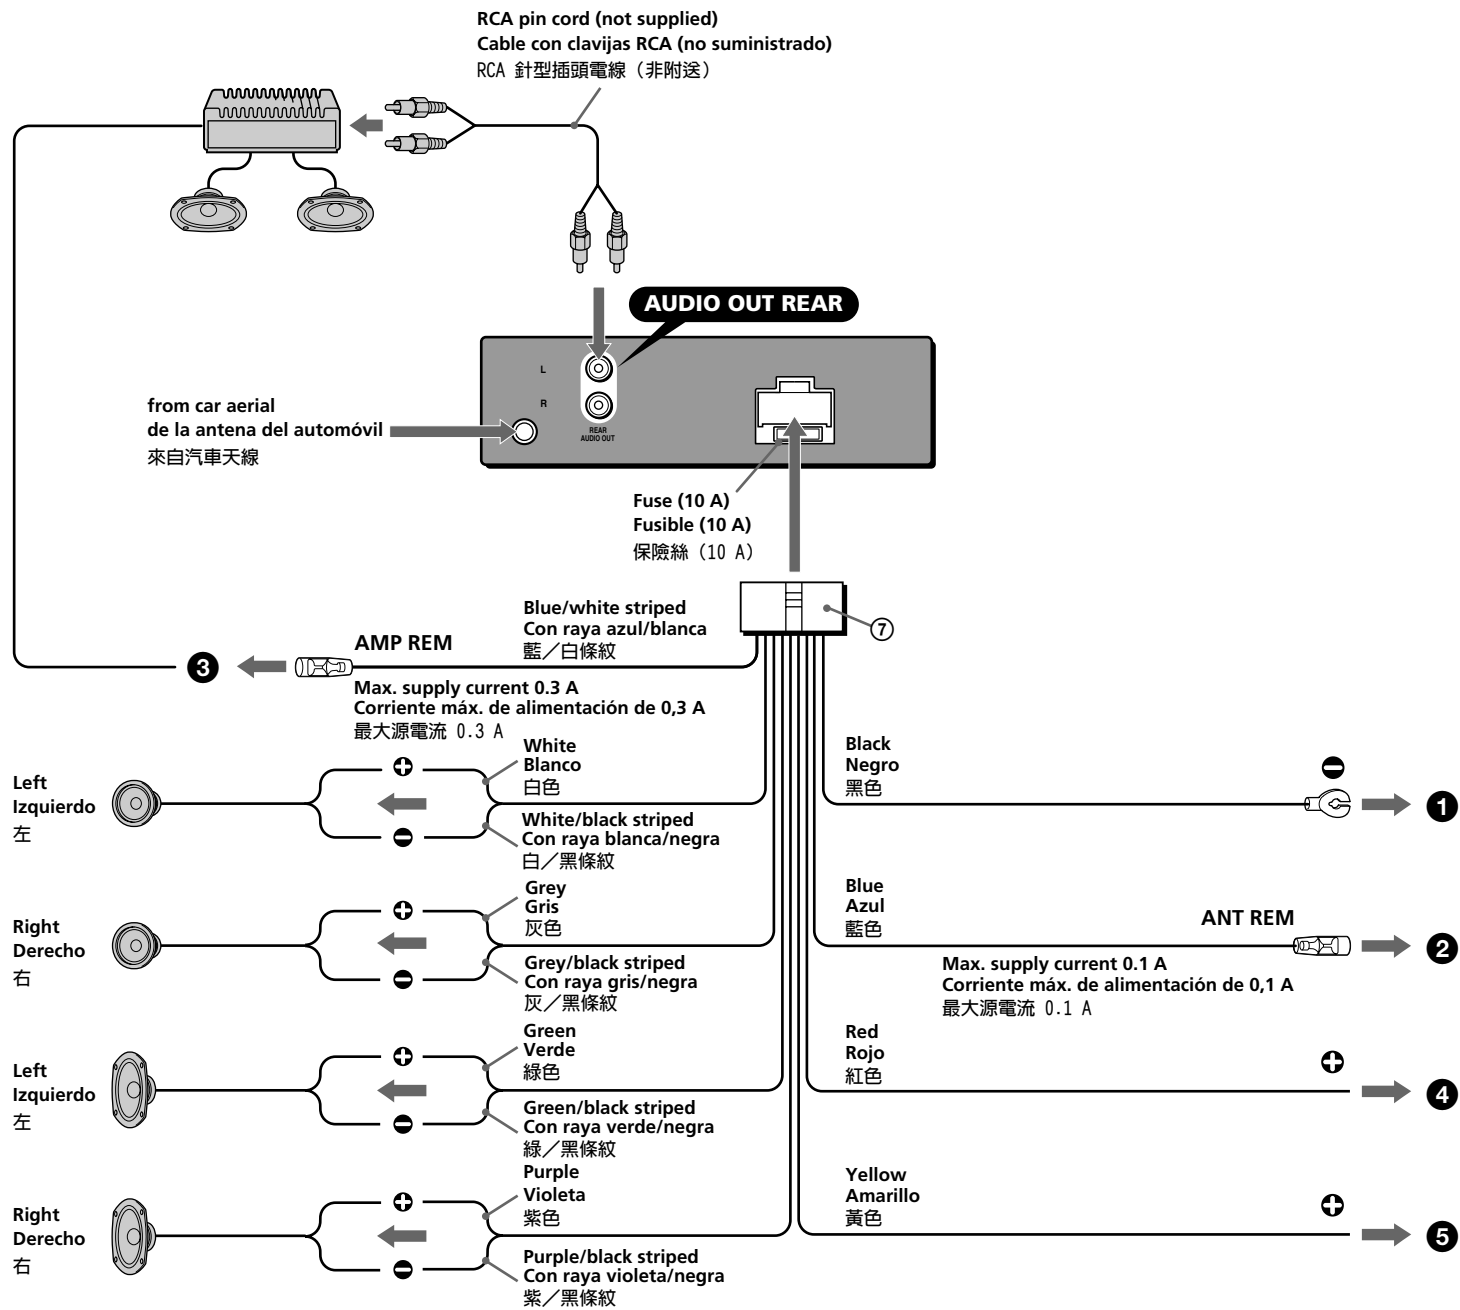 RCA pin cord (not supplied)
Cable con clavijas RCA (no suministrado)
RCA 針型插頭電線（非附送）
AUDIO OUT REAR
L
R
REAR
AUDIO OUT
from car aerial
de la antena del automóvil
來自汽車天線
Fuse (10 A)
Fusible (10 A)
保險絲（10 A）
Blue/white striped
Con raya azul/blanca
藍／白條紋
⑦
AMP REM
❸
Max. supply current 0.3 A
Corriente máx. de alimentación de 0,3 A
最大源電流 0.3 A
White
Blanco
白色
Left
Izquierdo
左
White/black striped
Con raya blanca/negra
白／黑條紋
Black
Negro
黑色
❶
Grey
Gris
灰色
Right
Derecho
右
Grey/black striped
Con raya gris/negra
灰／黑條紋
Blue
Azul
藍色
ANT REM
❷
Max. supply current 0.1 A
Corriente máx. de alimentación de 0,1 A
最大源電流 0.1 A
Green
Verde
綠色
Left
Izquierdo
左
Green/black striped
Con raya verde/negra
綠／黑條紋
Red
Rojo
紅色
❹
Purple
Violeta
紫色
Right
Derecho
右
Purple/black striped
Con raya violeta/negra
紫／黑條紋
Yellow
Amarillo
黃色
❺